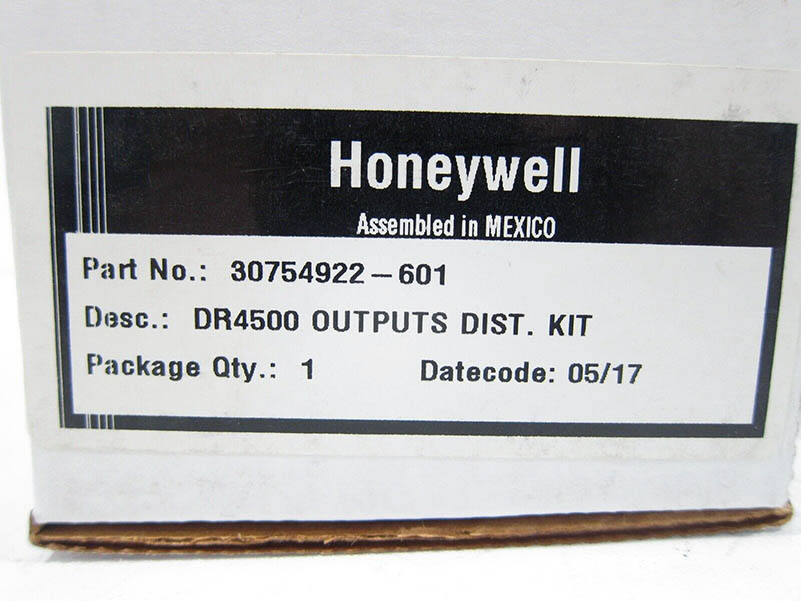 Honeywell
Assembled in MEXICO
Part No.: 30754922-601
Desc.: DR4500 OUTPUTS DIST. KIT
Package Qty.: 1 Datecode: 05/17